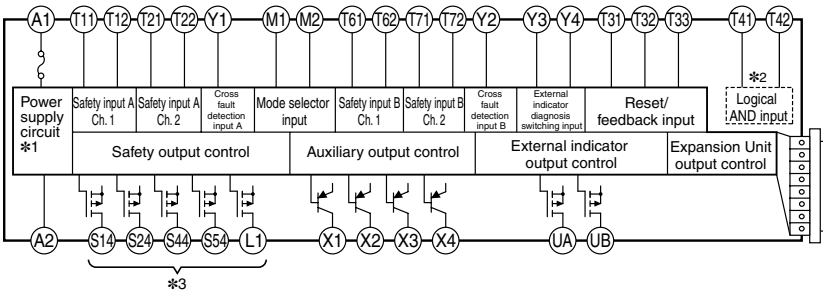 A1 T11 T12 T21 T22 Y1 M1 M2 T61 T62 T71 T72 Y2 Y3 Y4 T31 T32 T33 T41 T42
*2
Power
supply
circuit
*1
Safety input A
Ch. 1
Safety input A
Ch. 2
Cross
fault
detection
input A
Mode selector
input
Safety input B
Ch. 1
Safety input B
Ch. 2
Cross
fault
detection
input B
External
indicator
diagnosis
switching input
Reset/
feedback input
Logical
AND input
Safety output control
Auxiliary output control
External indicator
output control
Expansion Unit
output control
A2 S14 S24 S44 S54 L1 X1 X2 X3 X4 UA UB
*3